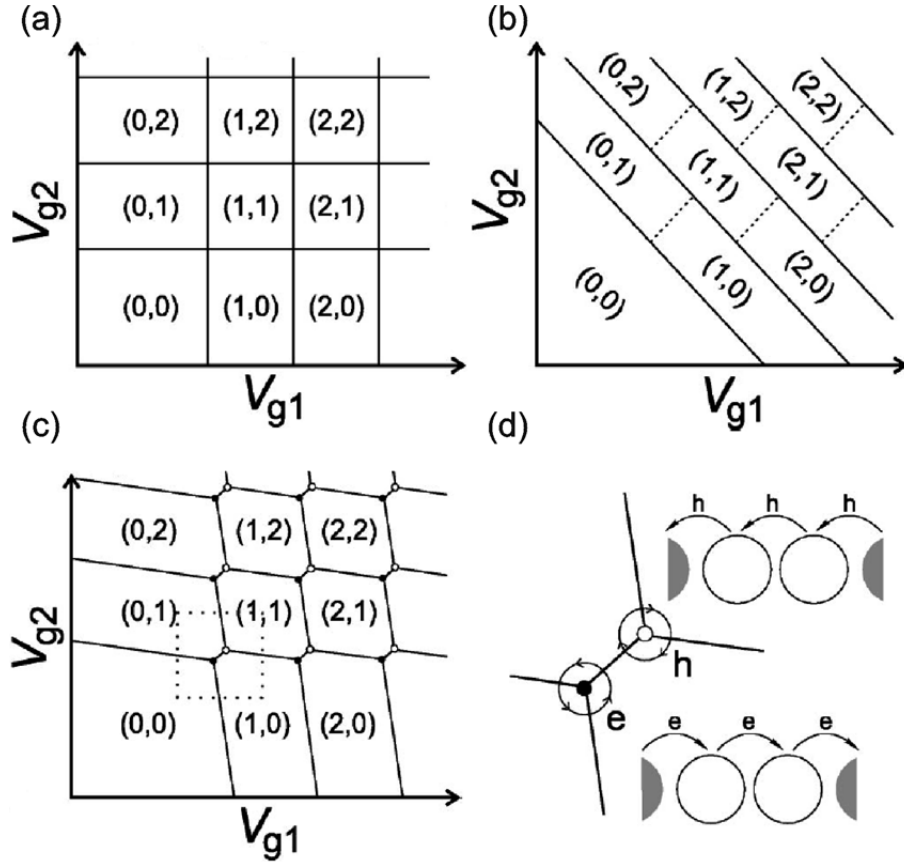 (a)
(0,2) (1,2) (2,2)
(0,1) (1,1) (2,1)
(0,0) (1,0) (2,0)
Vg2
Vg1
(b)
(0,2) (1,2) (2,2)
(0,1) (1,1) (2,1)
(0,0) (1,0) (2,0)
Vg2
Vg1
(c)
(0,2) (1,2) (2,2)
(0,1) (1,1) (2,1)
(0,0) (1,0) (2,0)
Vg2
Vg1
(d)
h h h
h
e
e e e